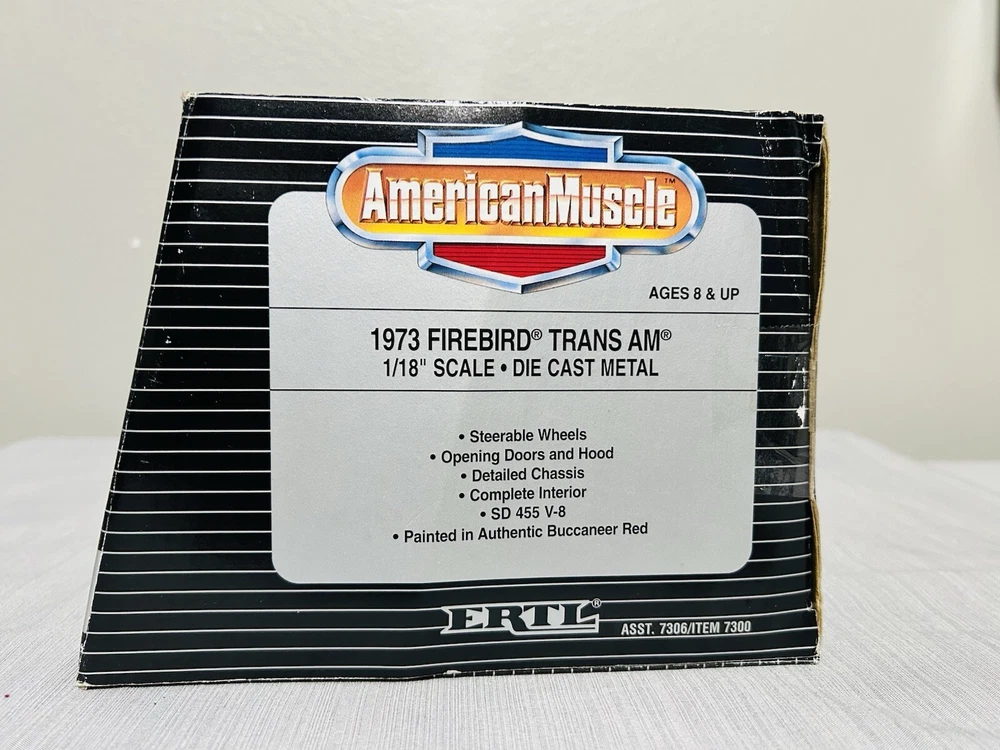 AmericanMuscle™
AGES 8 & UP
1973 FIREBIRD® TRANS AM®
1/18" SCALE • DIE CAST METAL
• Steerable Wheels
• Opening Doors and Hood
• Detailed Chassis
• Complete Interior
• SD 455 V-8
• Painted in Authentic Buccaneer Red
ERTL®
ASST. 7306/ITEM 7300